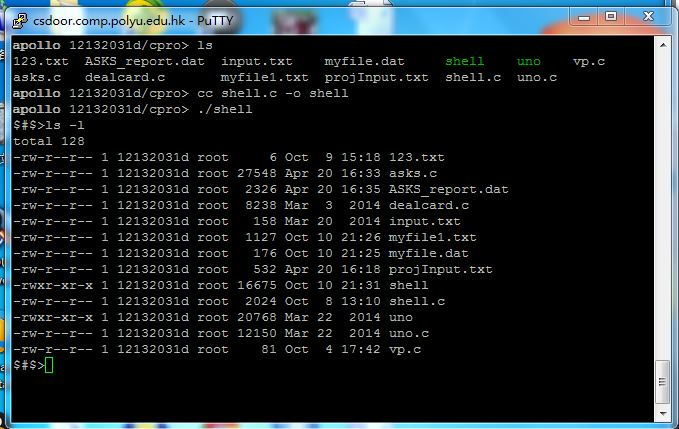 csdoor.comp.polyu.edu.hk - PuTTY
apollo 12132031d/cpro> ls
123.txt  ASKS_report.dat  input.txt    myfile.dat     shell    uno    vp.c
asks.c   dealcard.c       myfile1.txt  projInput.txt  shell.c  uno.c
apollo 12132031d/cpro> cc shell.c -o shell
apollo 12132031d/cpro> ./shell
$#$>ls -l
total 128
-rw-r--r-- 1 12132031d root     6 Oct  9 15:18 123.txt
-rw-r--r-- 1 12132031d root 27548 Apr 20 16:33 asks.c
-rw-r--r-- 1 12132031d root  2326 Apr 20 16:35 ASKS_report.dat
-rw-r--r-- 1 12132031d root  8238 Mar  3  2014 dealcard.c
-rw-r--r-- 1 12132031d root   158 Mar 20  2014 input.txt
-rw-r--r-- 1 12132031d root  1127 Oct 10 21:26 myfile1.txt
-rw-r--r-- 1 12132031d root   176 Oct 10 21:25 myfile.dat
-rw-r--r-- 1 12132031d root   532 Apr 20 16:18 projInput.txt
-rwxr-xr-x 1 12132031d root 16675 Oct 10 21:31 shell
-rw-r--r-- 1 12132031d root  2024 Oct  8 13:10 shell.c
-rwxr-xr-x 1 12132031d root 20768 Mar 22  2014 uno
-rw-r--r-- 1 12132031d root 12150 Mar 22  2014 uno.c
-rw-r--r-- 1 12132031d root    81 Oct  4 17:42 vp.c
$#$>